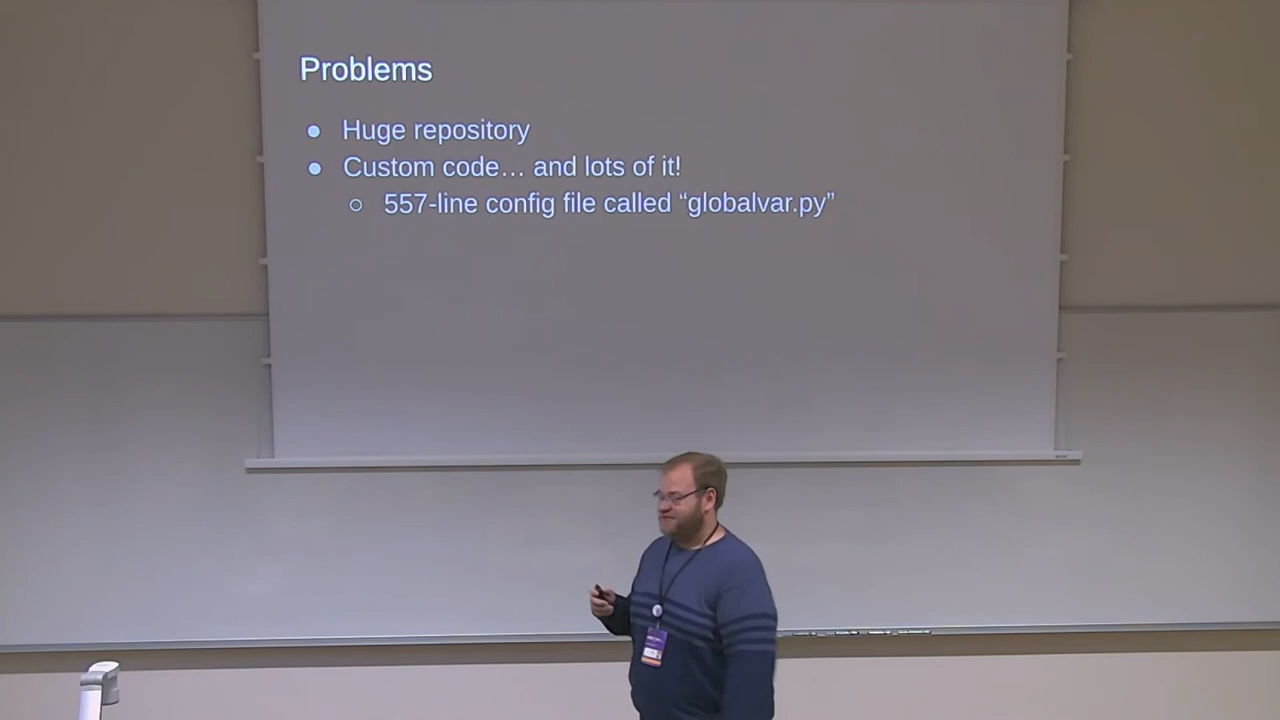 Problems
● Huge repository
● Custom code… and lots of it!
○ 557-line config file called “globalvar.py”